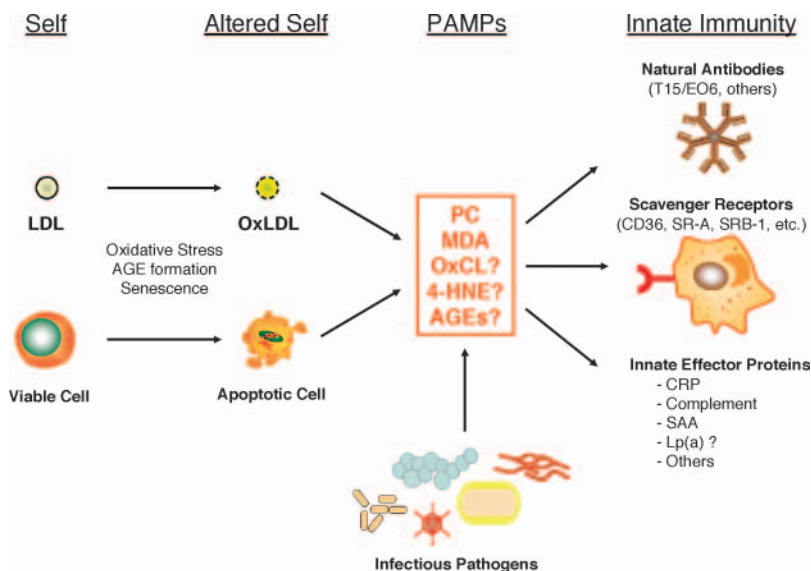 Self
Altered Self
PAMPs
Innate Immunity
Natural Antibodies
(T15/EO6, others)
LDL
OxLDL
Oxidative Stress
AGE formation
Senescence
Viable Cell
Apoptotic Cell
PC
MDA
OxCL?
4-HNE?
AGEs?
Scavenger Receptors
(CD36, SR-A, SRB-1, etc.)
Innate Effector Proteins
- CRP
- Complement
- SAA
- Lp(a) ?
- Others
Infectious Pathogens